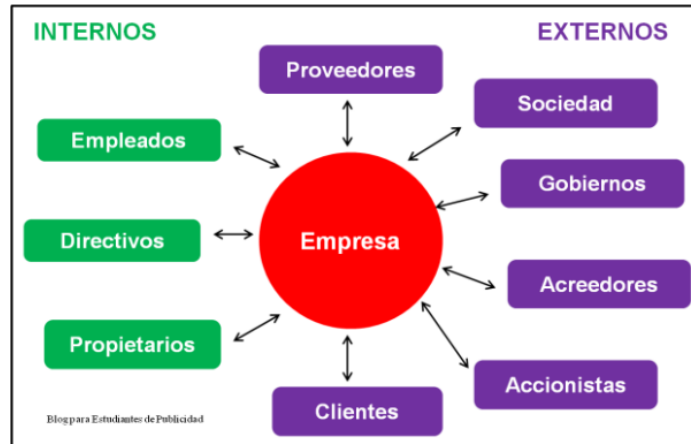 INTERNOS
EXTERNOS
Proveedores
Sociedad
Empleados
Gobiernos
Directivos
Empresa
Acreedores
Propietarios
Accionistas
Clientes
Blog para Estudiantes de Publicidad